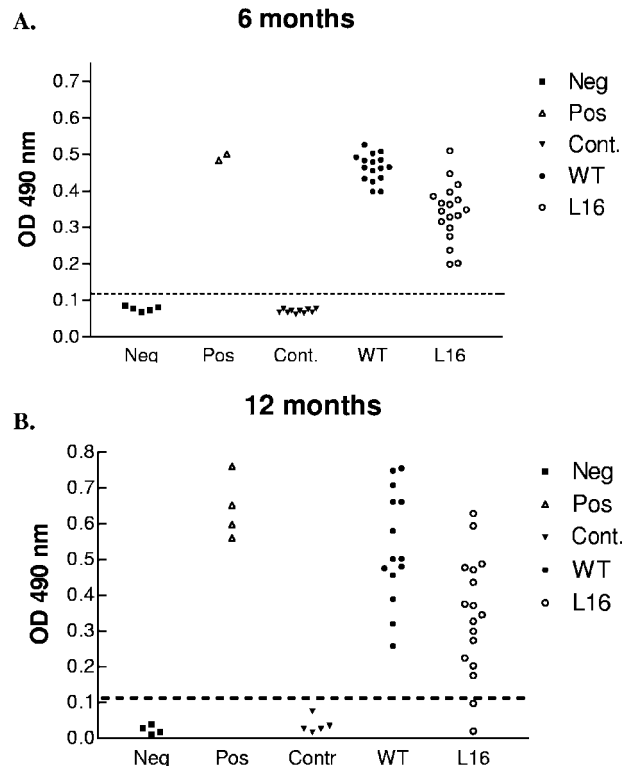 A.
6 months
OD 490 nm
0.7
0.6
0.5
0.4
0.3
0.2
0.1
0.0
Neg Pos Cont. WT L16
Neg
Pos
Cont.
WT
L16
B.
12 months
OD 490 nm
0.8
0.7
0.6
0.5
0.4
0.3
0.2
0.1
0.0
Neg Pos Contr WT L16
Neg
Pos
Cont.
WT
L16